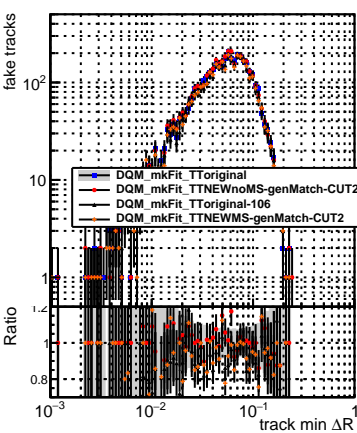 fake tracks
10²
10
1
DQM_mkFit_TToriginal
DQM_mkFit_TTNEWnoMS-genMatch-CUT2
DQM_mkFit_TToriginal-106
DQM_mkFit_TTNEWMS-genMatch-CUT2
Ratio
1.2
1
0.8
10⁻³ 10⁻² 10⁻¹ 1
track min ΔR